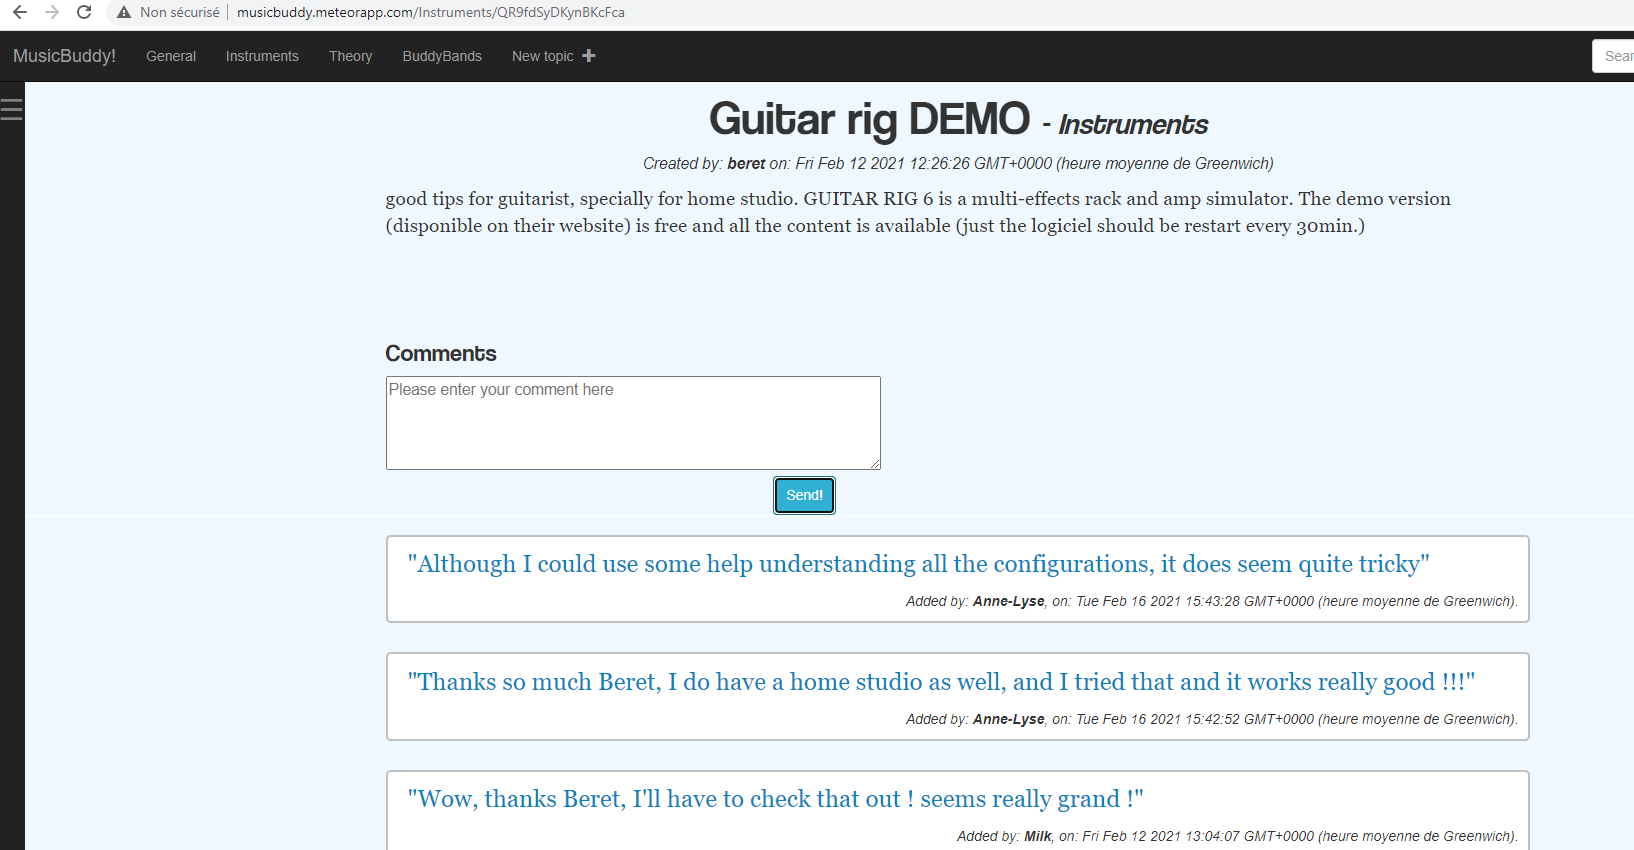 Non sécurisé | musicbuddy.meteorapp.com/Instruments/QR9fdSyDKynBKcFca
MusicBuddy! General Instruments Theory BuddyBands New topic + Sear
Guitar rig DEMO - Instruments
Created by: beret on: Fri Feb 12 2021 12:26:26 GMT+0000 (heure moyenne de Greenwich)
good tips for guitarist, specially for home studio. GUITAR RIG 6 is a multi-effects rack and amp simulator. The demo version
(disponible on their website) is free and all the content is available (just the logiciel should be restart every 30min.)
Comments
Please enter your comment here
Send!
"Although I could use some help understanding all the configurations, it does seem quite tricky"
Added by: Anne-Lyse, on: Tue Feb 16 2021 15:43:28 GMT+0000 (heure moyenne de Greenwich).
"Thanks so much Beret, I do have a home studio as well, and I tried that and it works really good !!!"
Added by: Anne-Lyse, on: Tue Feb 16 2021 15:42:52 GMT+0000 (heure moyenne de Greenwich).
"Wow, thanks Beret, I'll have to check that out ! seems really grand !"
Added by: Milk, on: Fri Feb 12 2021 13:04:07 GMT+0000 (heure moyenne de Greenwich).